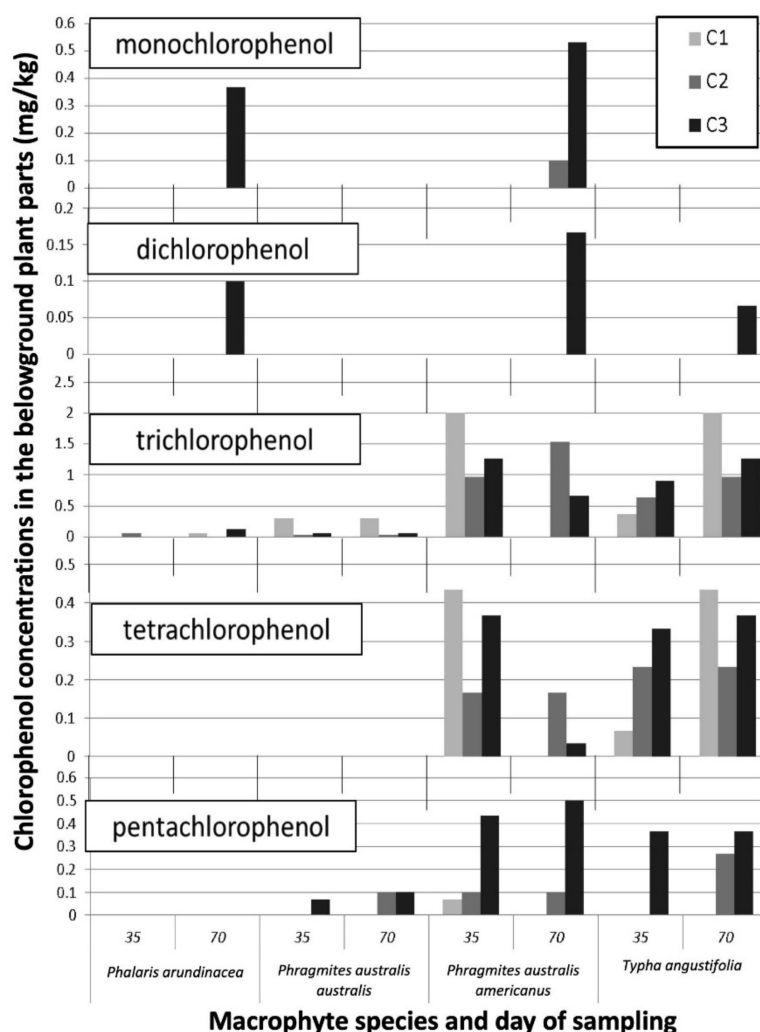 Chlorophenol concentrations in the belowground plant parts (mg/kg)
C1
C2
C3
monochlorophenol
0.6
0.5
0.4
0.3
0.2
0.1
0
dichlorophenol
0.2
0.15
0.1
0.05
0
trichlorophenol
2.5
2
1.5
1
0.5
0
tetrachlorophenol
0.5
0.4
0.3
0.2
0.1
0
pentachlorophenol
0.6
0.5
0.4
0.3
0.2
0.1
0
35 70 35 70 35 70 35 70
Phalaris arundinacea Phragmites australis australis Phragmites australis americanus Typha angustifolia
Macrophyte species and day of sampling